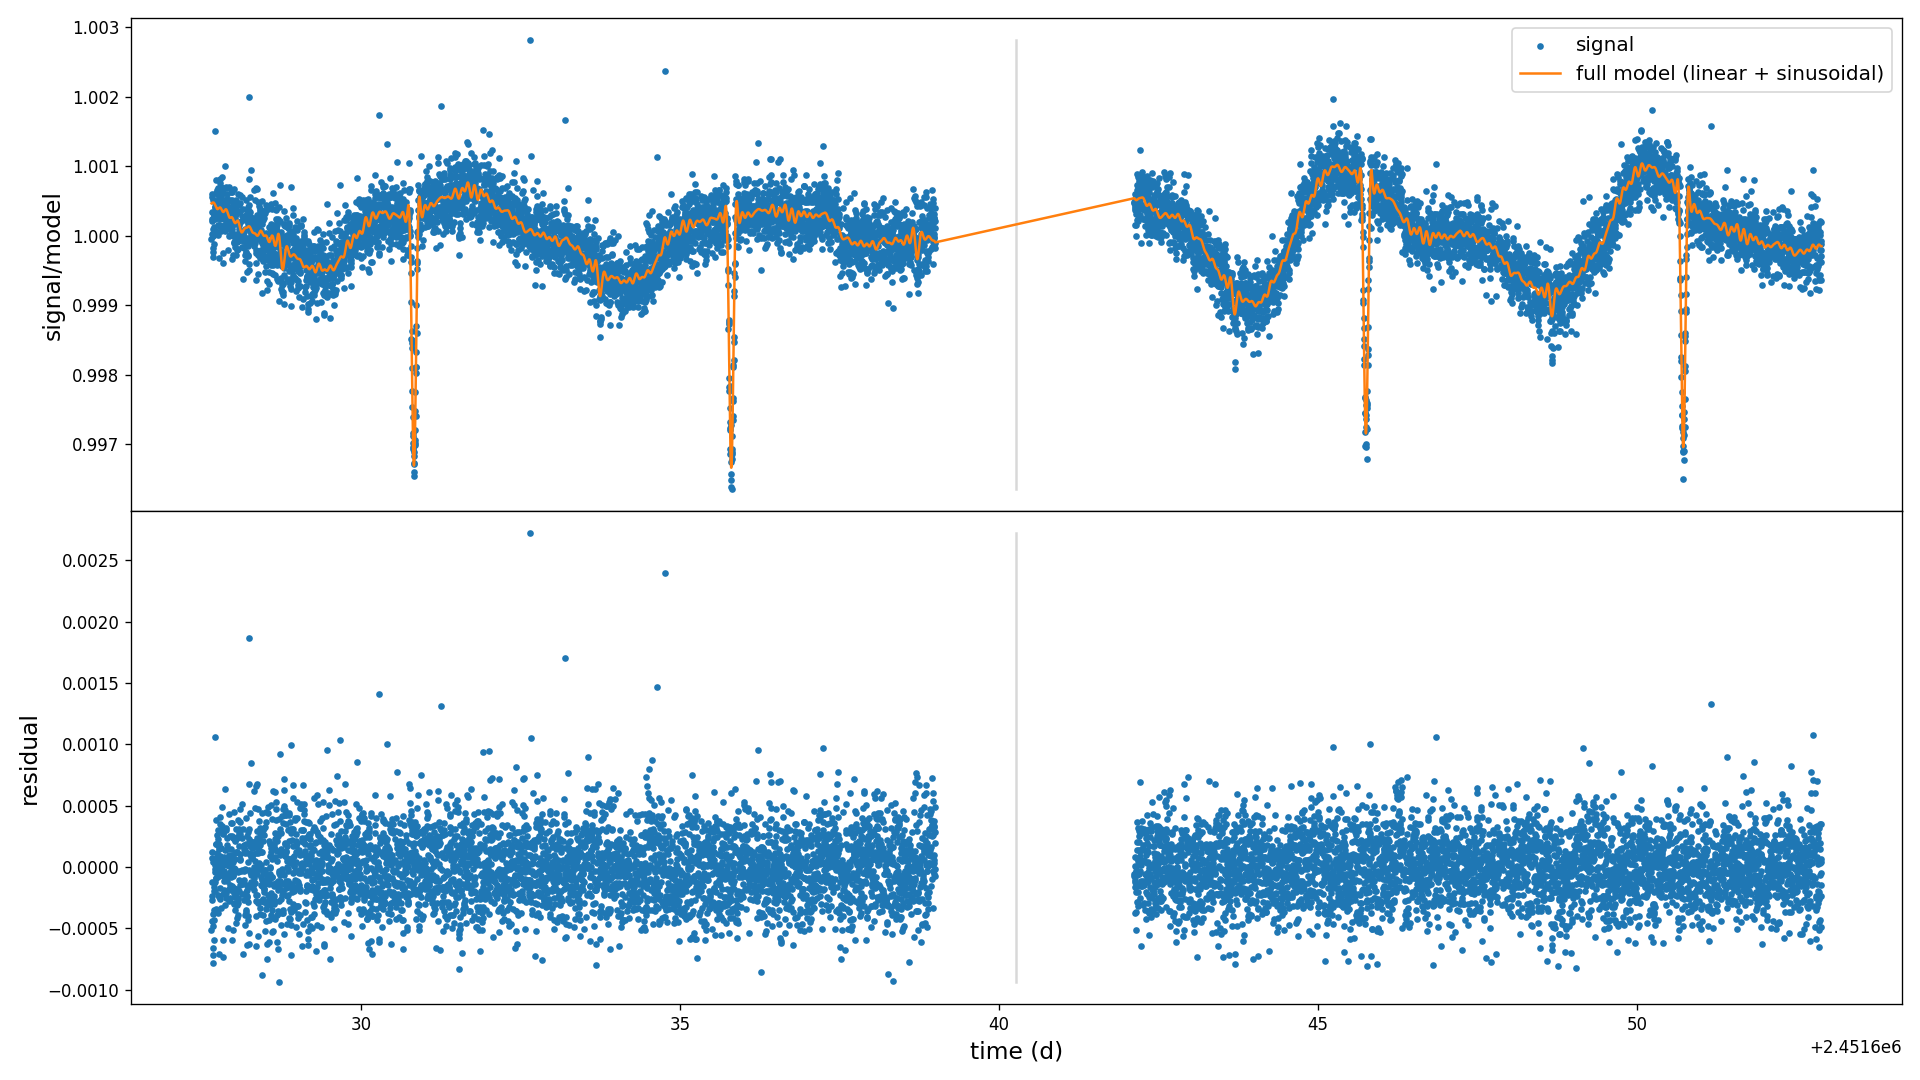 1.003
1.002
1.001
1.000
0.999
0.998
0.997
signal/model
signal
full model (linear + sinusoidal)
0.0025
0.0020
0.0015
0.0010
0.0005
0.0000
−0.0005
−0.0010
residual
30 35 40 45 50
time (d)
+2.4516e6